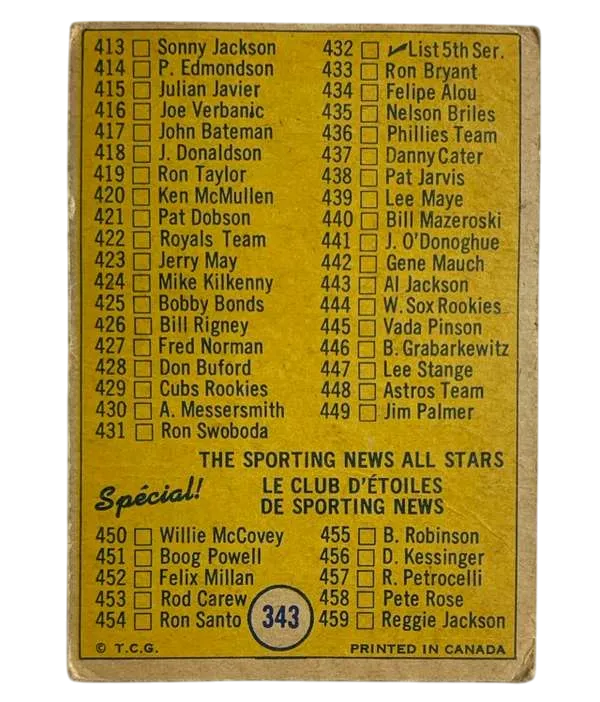 413 Sonny Jackson
414 P. Edmondson
415 Julian Javier
416 Joe Verbanic
417 John Bateman
418 J. Donaldson
419 Ron Taylor
420 Ken McMullen
421 Pat Dobson
422 Royals Team
423 Jerry May
424 Mike Kilkenny
425 Bobby Bonds
426 Bill Rigney
427 Fred Norman
428 Don Buford
429 Cubs Rookies
430 A. Messersmith
431 Ron Swoboda
432 ✓List 5th Ser.
433 Ron Bryant
434 Felipe Alou
435 Nelson Briles
436 Phillies Team
437 Danny Cater
438 Pat Jarvis
439 Lee Maye
440 Bill Mazeroski
441 J. O'Donoghue
442 Gene Mauch
443 Al Jackson
444 W. Sox Rookies
445 Vada Pinson
446 B. Grabarkewitz
447 Lee Stange
448 Astros Team
449 Jim Palmer
THE SPORTING NEWS ALL STARS
Spécial!
LE CLUB D'ÉTOILES
DE SPORTING NEWS
450 Willie McCovey
451 Boog Powell
452 Felix Millan
453 Rod Carew
454 Ron Santo
343
455 B. Robinson
456 D. Kessinger
457 R. Petrocelli
458 Pete Rose
459 Reggie Jackson
© T.C.G.
PRINTED IN CANADA